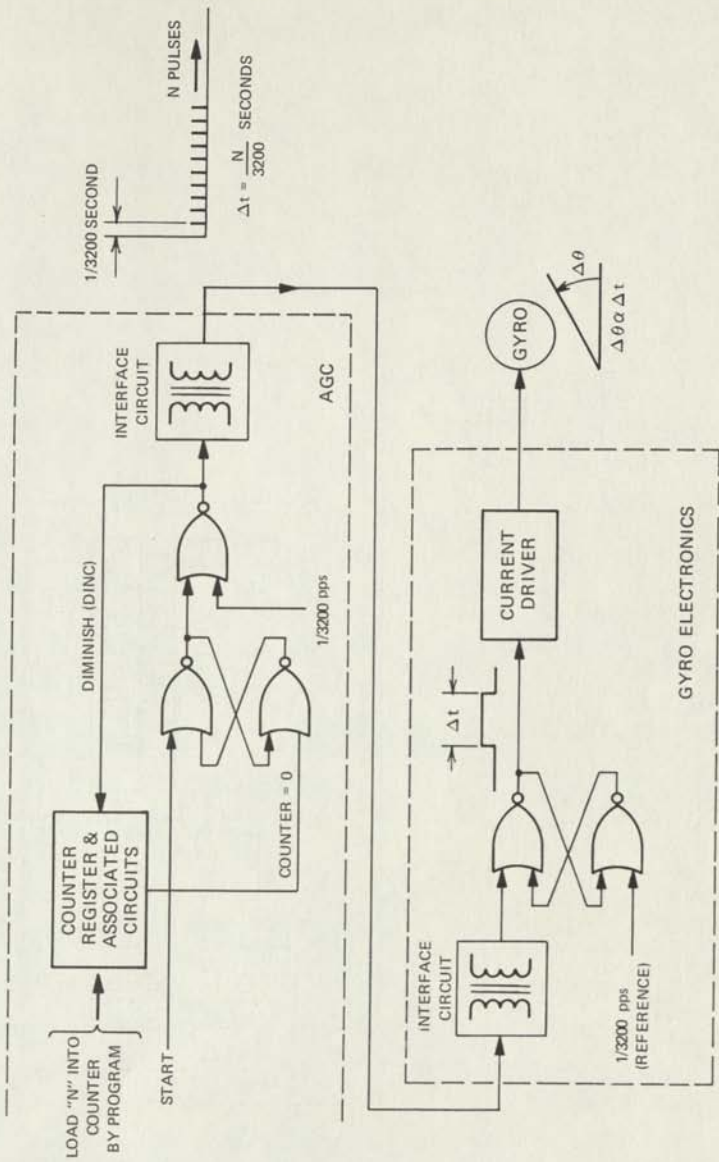 LOAD "N" INTO
COUNTER
BY PROGRAM
COUNTER
REGISTER &
ASSOCIATED
CIRCUITS
DIMINISH (DINC)
START
COUNTER = 0
1/3200 pps
INTERFACE
CIRCUIT
AGC
1/3200 SECOND
N PULSES
Δt = N/3200 SECONDS
INTERFACE
CIRCUIT
1/3200 pps
(REFERENCE)
Δt
CURRENT
DRIVER
GYRO ELECTRONICS
GYRO
Δθ
Δθ α Δt